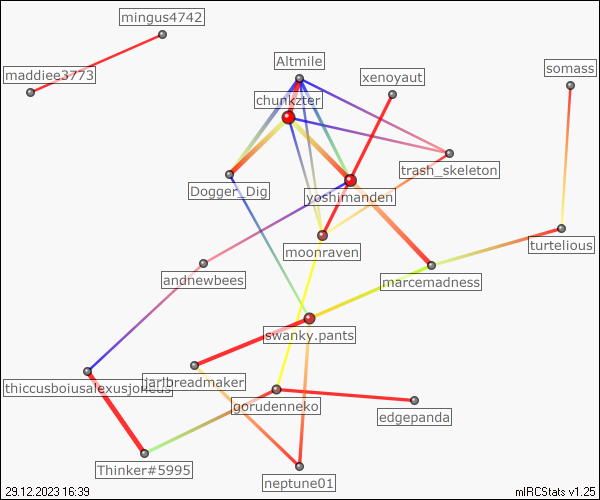 mingus4742
Altmile
maddiee3773
xenoyaut
somass
chunkzter
trash_skeleton
Dogger_Dig
yoshimanden
turtelious
moonraven
andnewbees
marcemadness
swanky.pants
thiccusboiusalexusjoneus
jarlbreadmaker
gorudenneko
edgepanda
Thinker#5995
neptune01
29.12.2023 16:39
mIRCStats v1.25